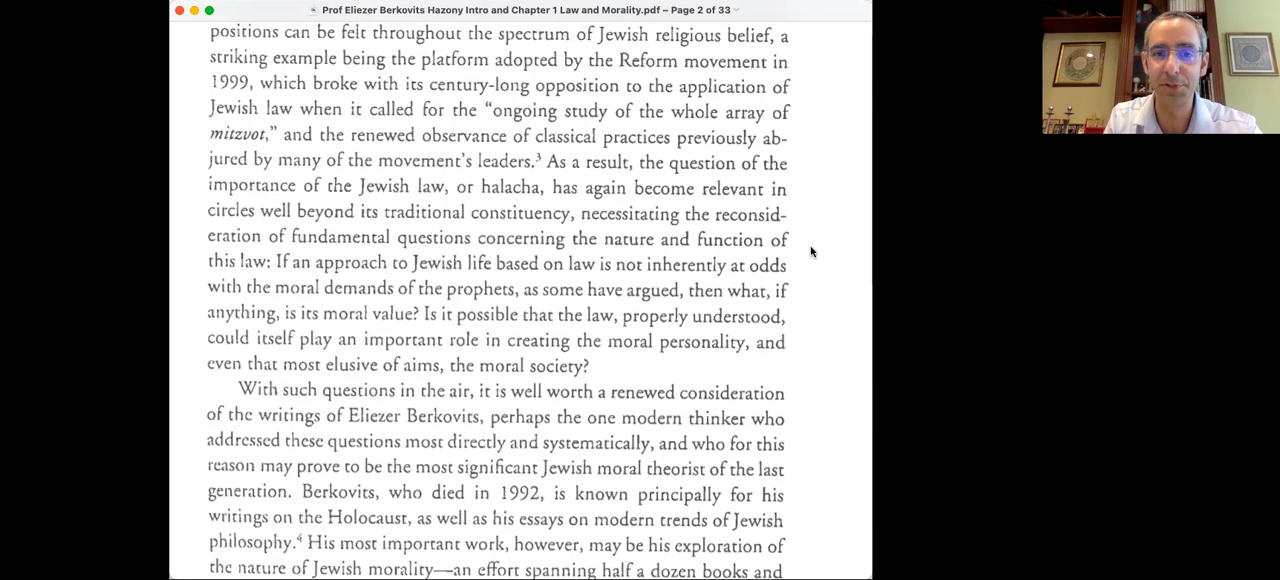 Prof Eliezer Berkovits Hazony Intro and Chapter 1 Law and Morality.pdf – Page 2 of 33
positions can be felt throughout the spectrum of Jewish religious belief, a
striking example being the platform adopted by the Reform movement in
1999, which broke with its century-long opposition to the application of
Jewish law when it called for the “ongoing study of the whole array of
mitzvot,” and the renewed observance of classical practices previously ab-
jured by many of the movement’s leaders.³ As a result, the question of the
importance of the Jewish law, or halacha, has again become relevant in
circles well beyond its traditional constituency, necessitating the reconsid-
eration of fundamental questions concerning the nature and function of
this law: If an approach to Jewish life based on law is not inherently at odds
with the moral demands of the prophets, as some have argued, then what, if
anything, is its moral value? Is it possible that the law, properly understood,
could itself play an important role in creating the moral personality, and
even that most elusive of aims, the moral society?
With such questions in the air, it is well worth a renewed consideration
of the writings of Eliezer Berkovits, perhaps the one modern thinker who
addressed these questions most directly and systematically, and who for this
reason may prove to be the most significant Jewish moral theorist of the last
generation. Berkovits, who died in 1992, is known principally for his
writings on the Holocaust, as well as his essays on modern trends of Jewish
philosophy.⁴ His most important work, however, may be his exploration of
the nature of Jewish morality—an effort spanning half a dozen books and